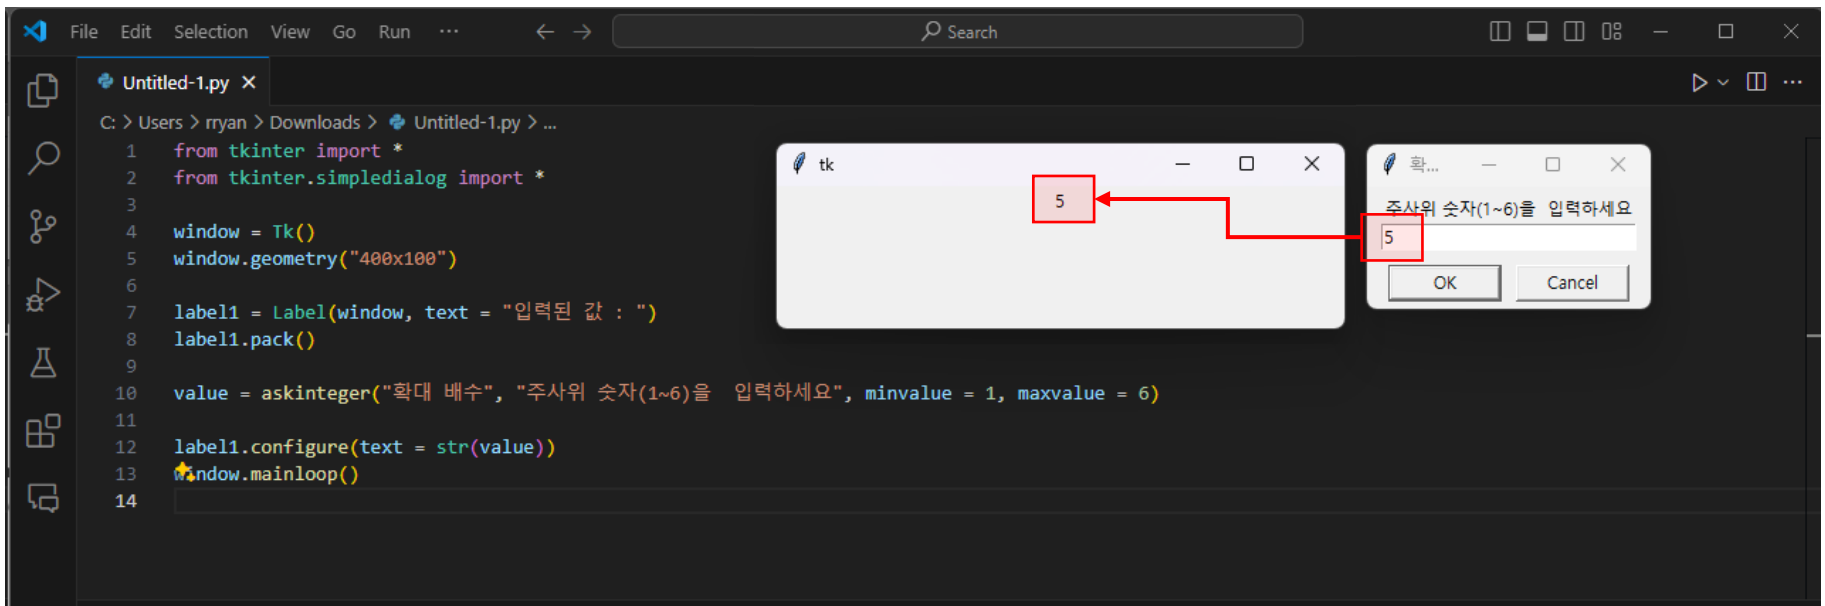 File Edit Selection View Go Run ··· Search
Untitled-1.py
C: > Users > rryan > Downloads > Untitled-1.py > ...
1 from tkinter import *
2 from tkinter.simpledialog import *
3
4 window = Tk()
5 window.geometry("400x100")
6
7 label1 = Label(window, text = "입력된 값 : ")
8 label1.pack()
9
10 value = askinteger("확대 배수", "주사위 숫자(1~6)을  입력하세요", minvalue = 1, maxvalue = 6)
11
12 label1.configure(text = str(value))
13 window.mainloop()
14
tk
5
확...
주사위 숫자(1~6)을  입력하세요
5
OK Cancel